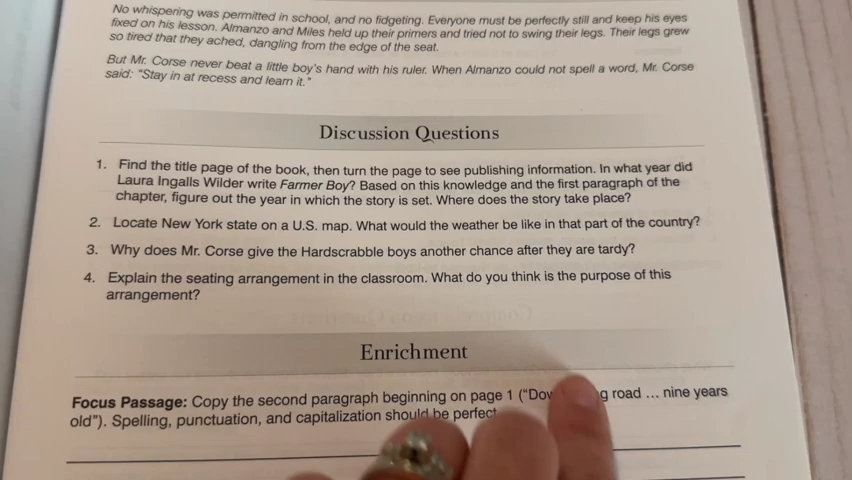 No whispering was permitted in school, and no fidgeting. Everyone must be perfectly still and keep his eyes
fixed on his lesson. Almanzo and Miles held up their primers and tried not to swing their legs. Their legs grew
so tired that they ached, dangling from the edge of the seat.
But Mr. Corse never beat a little boy's hand with his ruler. When Almanzo could not spell a word, Mr. Corse
said: "Stay in at recess and learn it."
Discussion Questions
1. Find the title page of the book, then turn the page to see publishing information. In what year did
Laura Ingalls Wilder write Farmer Boy? Based on this knowledge and the first paragraph of the
chapter, figure out the year in which the story is set. Where does the story take place?
2. Locate New York state on a U.S. map. What would the weather be like in that part of the country?
3. Why does Mr. Corse give the Hardscrabble boys another chance after they are tardy?
4. Explain the seating arrangement in the classroom. What do you think is the purpose of this
arrangement?
Enrichment
Focus Passage: Copy the second paragraph beginning on page 1 ("Dow road ... nine years
old"). Spelling, punctuation, and capitalization should be perfect